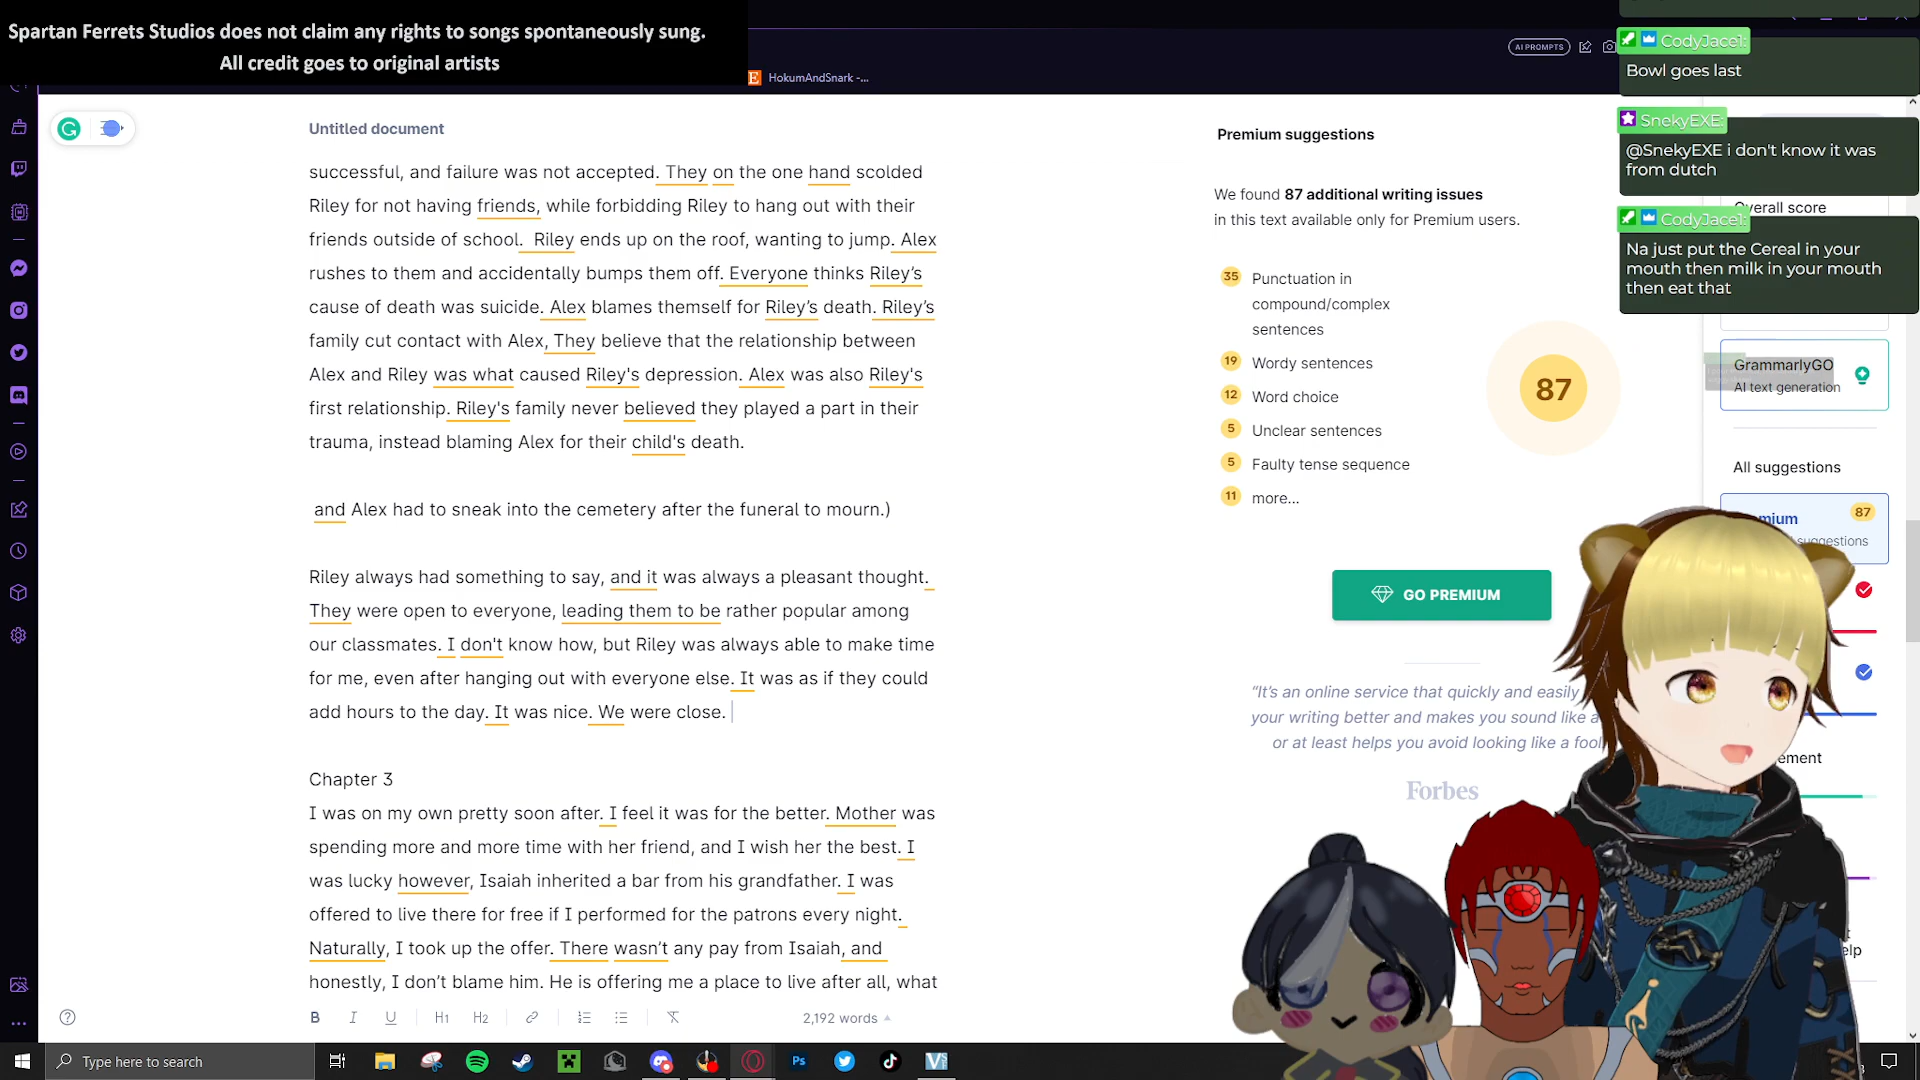 Spartan Ferrets Studios does not claim any rights to songs spontaneously sung.
All credit goes to original artists
HokumAndSnark -...
AI PROMPTS
CodyJace1:
Bowl goes last
SnekyEXE:
@SnekyEXE i don't know it was
from dutch
CodyJace1:
Na just put the Cereal in your
mouth then milk in your mouth
then eat that
Untitled document
successful, and failure was not accepted. They on the one hand scolded
Riley for not having friends, while forbidding Riley to hang out with their
friends outside of school.  Riley ends up on the roof, wanting to jump. Alex
rushes to them and accidentally bumps them off. Everyone thinks Riley’s
cause of death was suicide. Alex blames themself for Riley’s death. Riley’s
family cut contact with Alex, They believe that the relationship between
Alex and Riley was what caused Riley's depression. Alex was also Riley's
first relationship. Riley's family never believed they played a part in their
trauma, instead blaming Alex for their child's death.
and Alex had to sneak into the cemetery after the funeral to mourn.)
Riley always had something to say, and it was always a pleasant thought.
They were open to everyone, leading them to be rather popular among
our classmates. I don't know how, but Riley was always able to make time
for me, even after hanging out with everyone else. It was as if they could
add hours to the day. It was nice. We were close.
Chapter 3
I was on my own pretty soon after. I feel it was for the better. Mother was
spending more and more time with her friend, and I wish her the best. I
was lucky however, Isaiah inherited a bar from his grandfather. I was
offered to live there for free if I performed for the patrons every night.
Naturally, I took up the offer. There wasn’t any pay from Isaiah, and
honestly, I don’t blame him. He is offering me a place to live after all, what
B I U H1 H2
2,192 words
Premium suggestions
We found 87 additional writing issues
in this text available only for Premium users.
35 Punctuation in
compound/complex
sentences
19 Wordy sentences
12 Word choice
5 Unclear sentences
5 Faulty tense sequence
11 more...
87
GO PREMIUM
“It’s an online service that quickly and easily
your writing better and makes you sound like a
or at least helps you avoid looking like a fool.
Forbes
Overall score
GrammarlyGO
AI text generation
All suggestions
87
suggestions
Type here to search
Ps